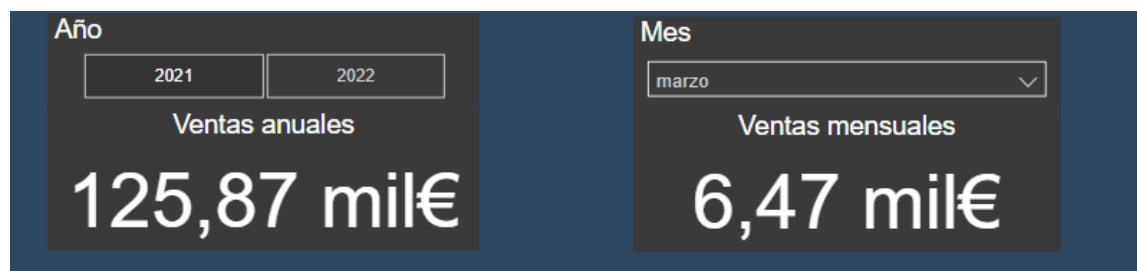 Año
2021 2022
Ventas anuales
125,87 mil€
Mes
marzo
Ventas mensuales
6,47 mil€